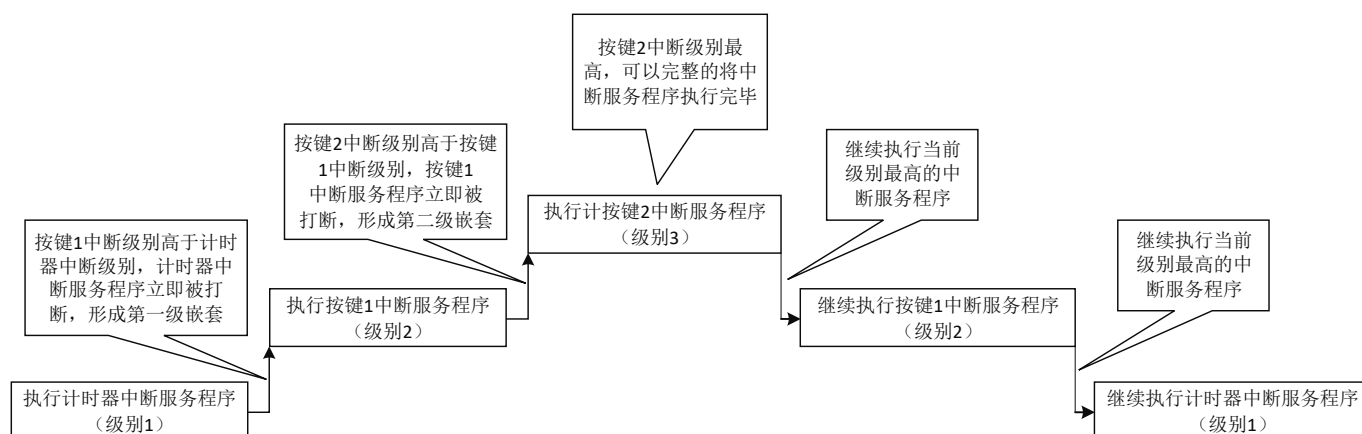 按键2中断级别最
高，可以完整的将中
断服务程序执行完毕
按键2中断级别高于按键
1中断级别，按键1
中断服务程序立即被
打断，形成第二级嵌套
继续执行当前
级别最高的中
断服务程序
执行计按键2中断服务程序
（级别3）
按键1中断级别高于计时
器中断级别，计时器中
断服务程序立即被打
断，形成第一级嵌套
继续执行当前
级别最高的中
断服务程序
执行按键1中断服务程序
（级别2）
继续执行按键1中断服务程序
（级别2）
执行计时器中断服务程序
（级别1）
继续执行计时器中断服务程序
（级别1）